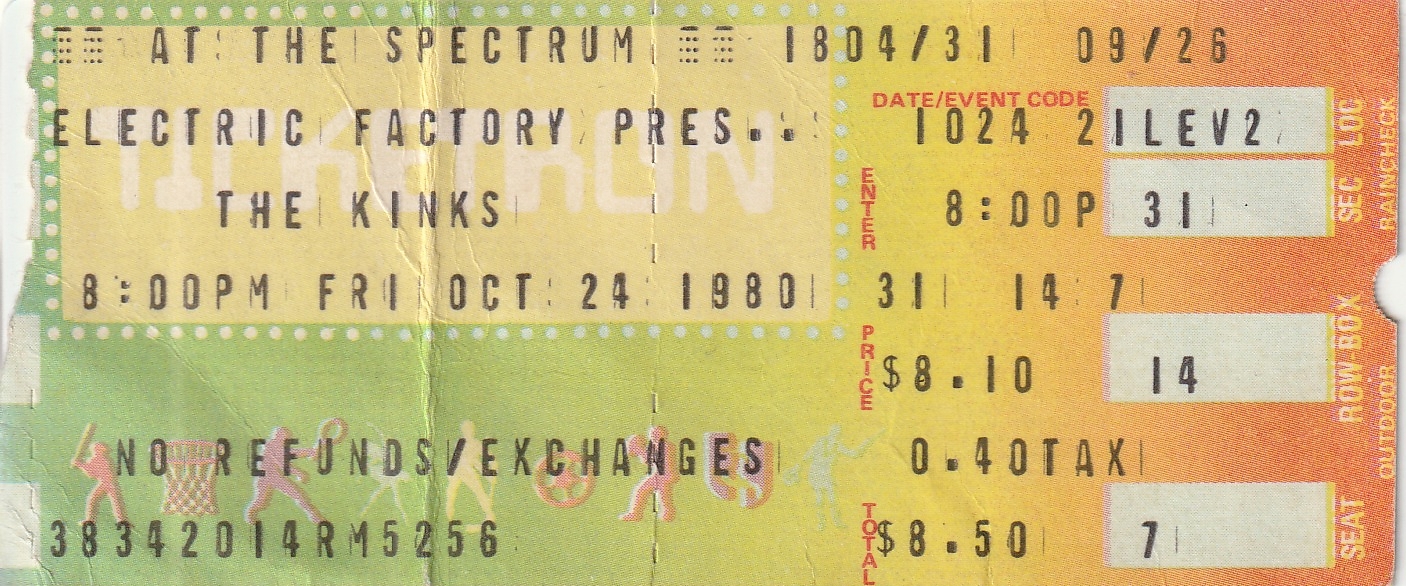 AT THE SPECTRUM 1804/31 09/26
DATE/EVENT CODE
ELECTRIC FACTORY PRES... 1024 2 1LEV2
LOC
TICKETRON
ENTER
THE KINKS 8:00P 31
SEC
RAINCHECK
8:00PM FRI OCT 24 1980 31 14 7
PRICE
$8.10 14
ROW-BOX
OUTDOOR
NO REFUNDS/EXCHANGES 0.40TAX
TOTAL
38342014RM5256 $8.50 7
SEAT